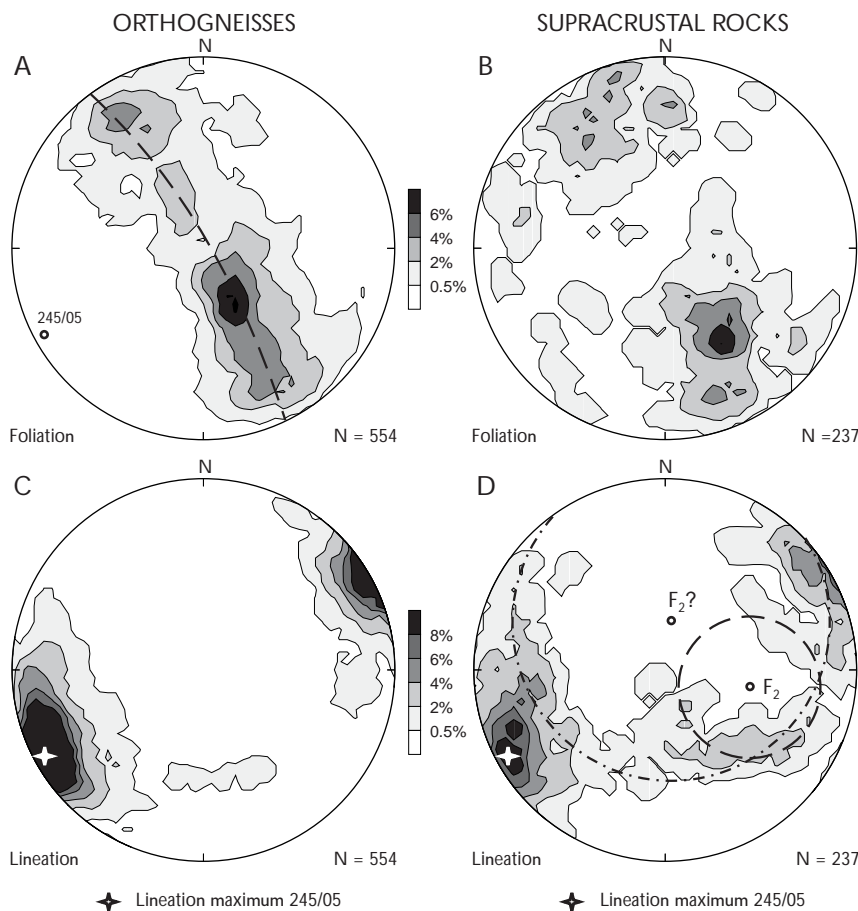 ORTHOGNEISSES
SUPRACRUSTAL ROCKS
A
N
B
N
6%
4%
2%
0.5%
245/05
Foliation
N = 554
Foliation
N =237
C
N
D
N
F2?
F2
8%
6%
4%
2%
0.5%
Lineation
N = 554
Lineation
N = 237
Lineation maximum 245/05
Lineation maximum 245/05